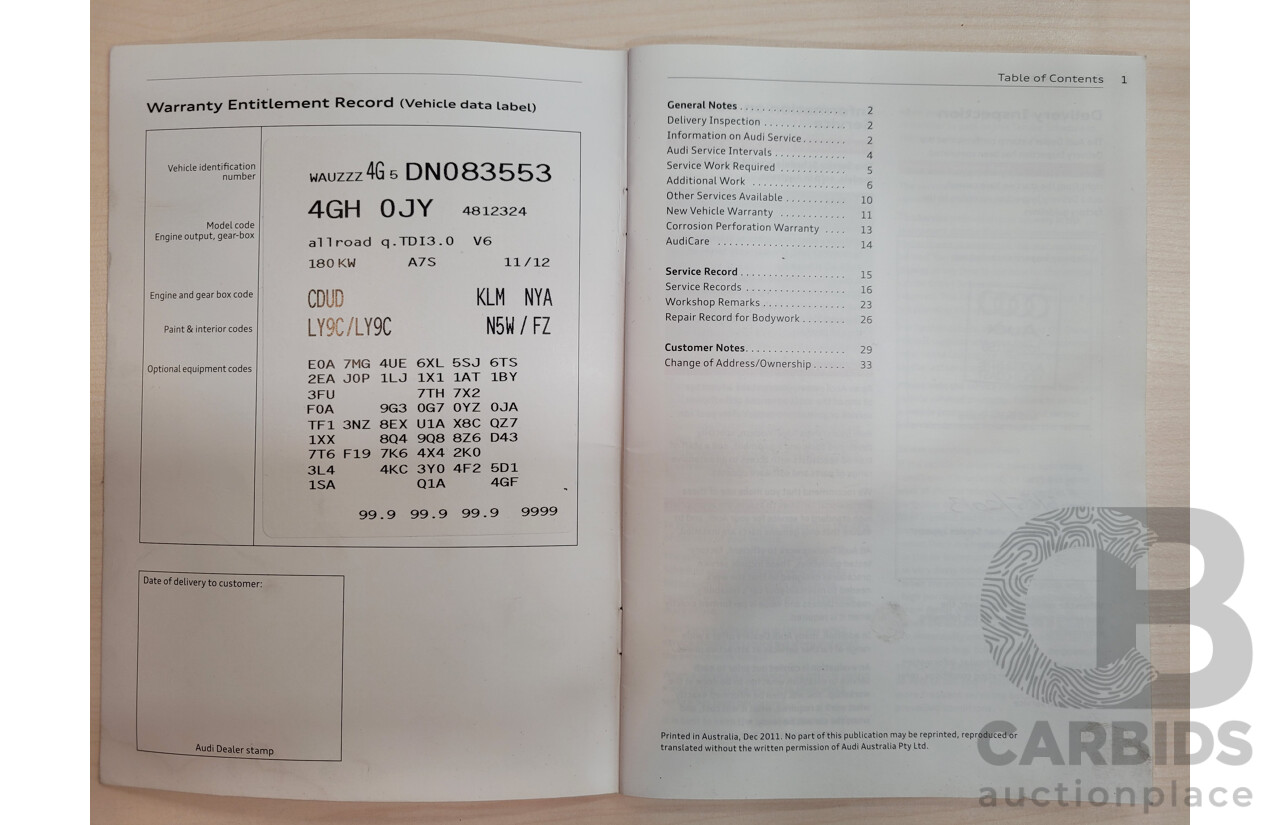 Warranty Entitlement Record (Vehicle data label)
Vehicle identification
number
WAUZZZ 4G 5 DN083553
4GH 0JY 4812324
Model code
Engine output, gear-box
allroad q.TDI3.0 V6
180 KW A7S 11/12
Engine and gear box code
CDUD KLM NYA
Paint & interior codes
LY9C/LY9C N5W / FZ
Optional equipment codes
E0A 7MG 4UE 6XL 5SJ 6TS
2EA J0P 1LJ 1X1 1AT 1BY
3FU 7TH 7X2
F0A 9G3 0G7 0YZ 0JA
TF1 3NZ 8EX U1A X8C QZ7
1XX 8Q4 9Q8 8Z6 D43
7T6 F19 7K6 4X4 2K0
3L4 4KC 3Y0 4F2 5D1
1SA Q1A 4GF
99.9 99.9 99.9 9999
Date of delivery to customer:
Audi Dealer stamp
Table of Contents 1
General Notes . . . . . . . . . . . . . . . . . . . 2
Delivery Inspection . . . . . . . . . . . . . . . 2
Information on Audi Service. . . . . . . . 2
Audi Service Intervals . . . . . . . . . . . . . 4
Service Work Required . . . . . . . . . . . . 5
Additional Work . . . . . . . . . . . . . . . . . 6
Other Services Available . . . . . . . . . . . 10
New Vehicle Warranty . . . . . . . . . . . . 11
Corrosion Perforation Warranty . . . . 13
AudiCare . . . . . . . . . . . . . . . . . . . . . . . 14
Service Record . . . . . . . . . . . . . . . . . . . 15
Service Records . . . . . . . . . . . . . . . . . . 16
Workshop Remarks . . . . . . . . . . . . . . . 23
Repair Record for Bodywork . . . . . . . . 26
Customer Notes. . . . . . . . . . . . . . . . . . 29
Change of Address/Ownership . . . . . . 33
Printed in Australia, Dec 2011. No part of this publication may be reprinted, reproduced or
translated without the written permission of Audi Australia Pty Ltd.
CB
CARBIDS
auctionplace